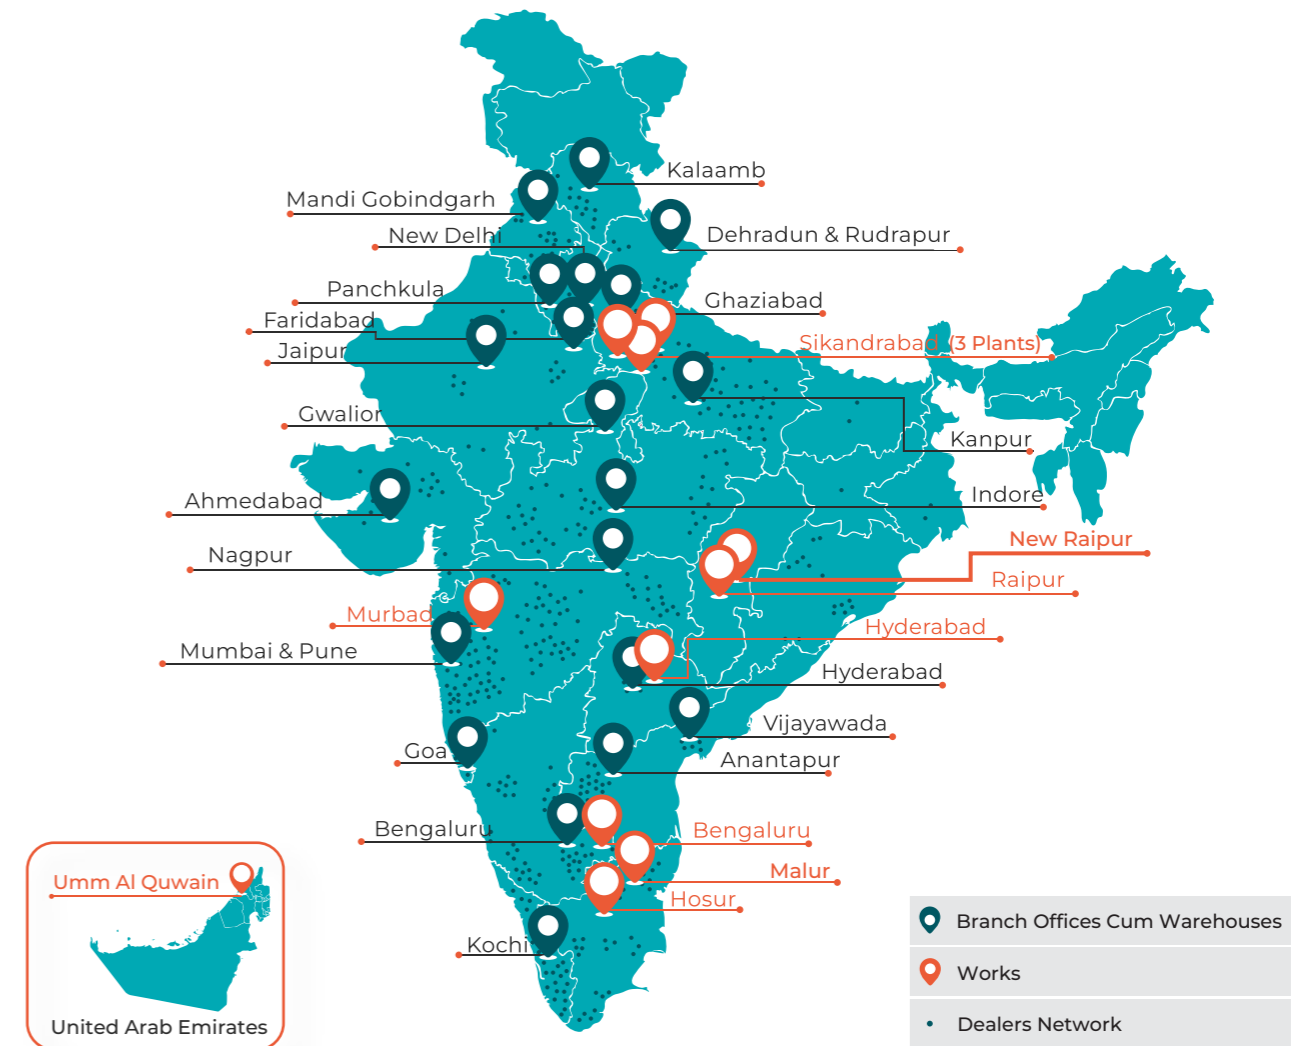 Kalaamb
Mandi Gobindgarh
New Delhi
Dehradun & Rudrapur
Panchkula
Ghaziabad
Faridabad
Sikandrabad (3 Plants)
Jaipur
Gwalior
Kanpur
Ahmedabad
Indore
Nagpur
New Raipur
Raipur
Murbad
Hyderabad
Mumbai & Pune
Hyderabad
Vijayawada
Goa
Anantapur
Bengaluru
Bengaluru
Malur
Hosur
Kochi
Umm Al Quwain
United Arab Emirates
Branch Offices Cum Warehouses
Works
Dealers Network